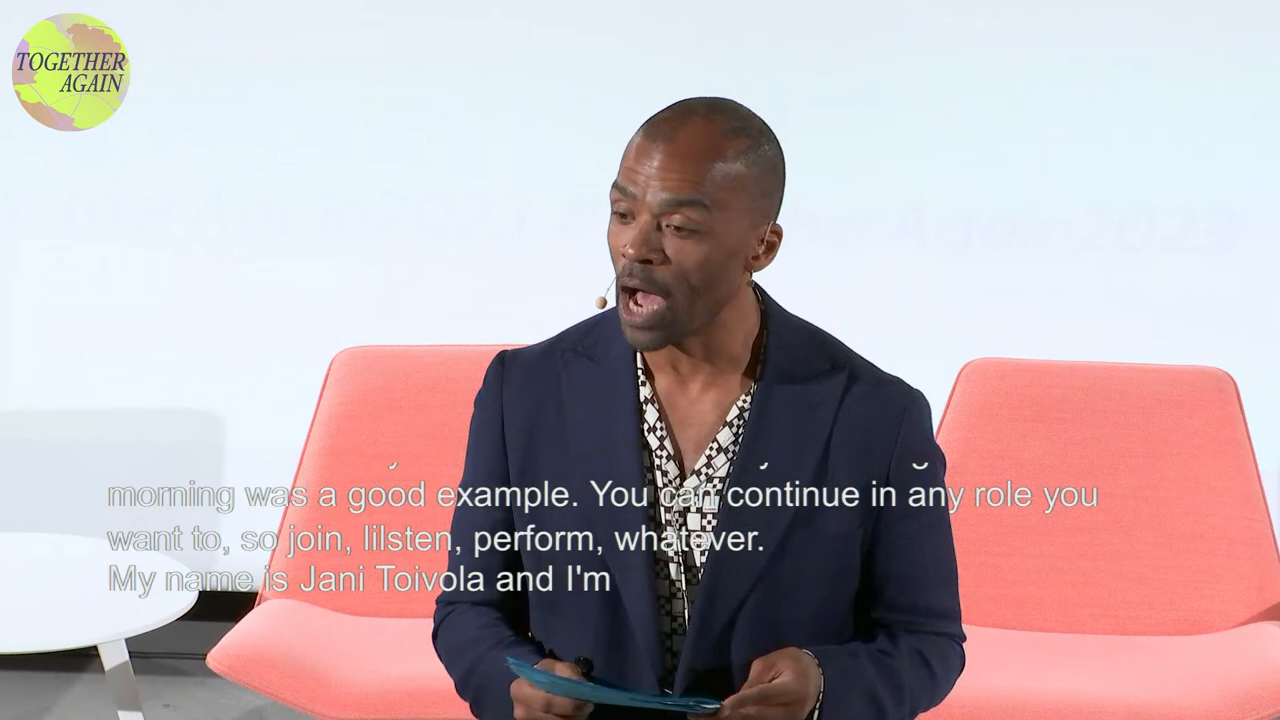 TOGETHER
AGAIN
morning was a good example. You can continue in any role you
want to, so join, lilsten, perform, whatever.
My name is Jani Toivola and I'm